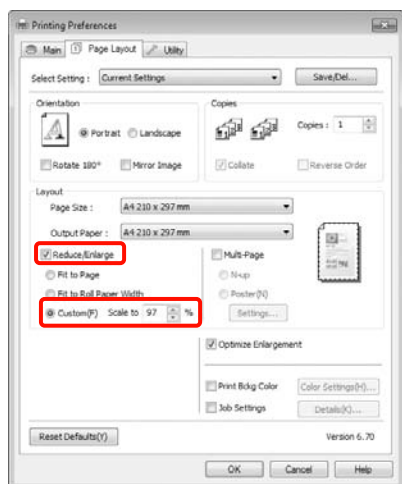 Printing Preferences
Main Page Layout Utility
Select Setting : Current Settings Save/Del...
Orientation
Portrait Landscape
Rotate 180° Mirror Image
Copies
Copies : 1
Collate Reverse Order
Layout
Page Size : A4 210 x 297 mm
Output Paper : A4 210 x 297 mm
Reduce/Enlarge
Fit to Page
Fit to Roll Paper Width
Custom(F) Scale to 97 %
Multi-Page
N-up
Poster(N)
Settings...
Optimize Enlargement
Print Bckg Color Color Settings(H)...
Job Settings Details(K)...
Reset Defaults(Y) Version 6.70
OK Cancel Help